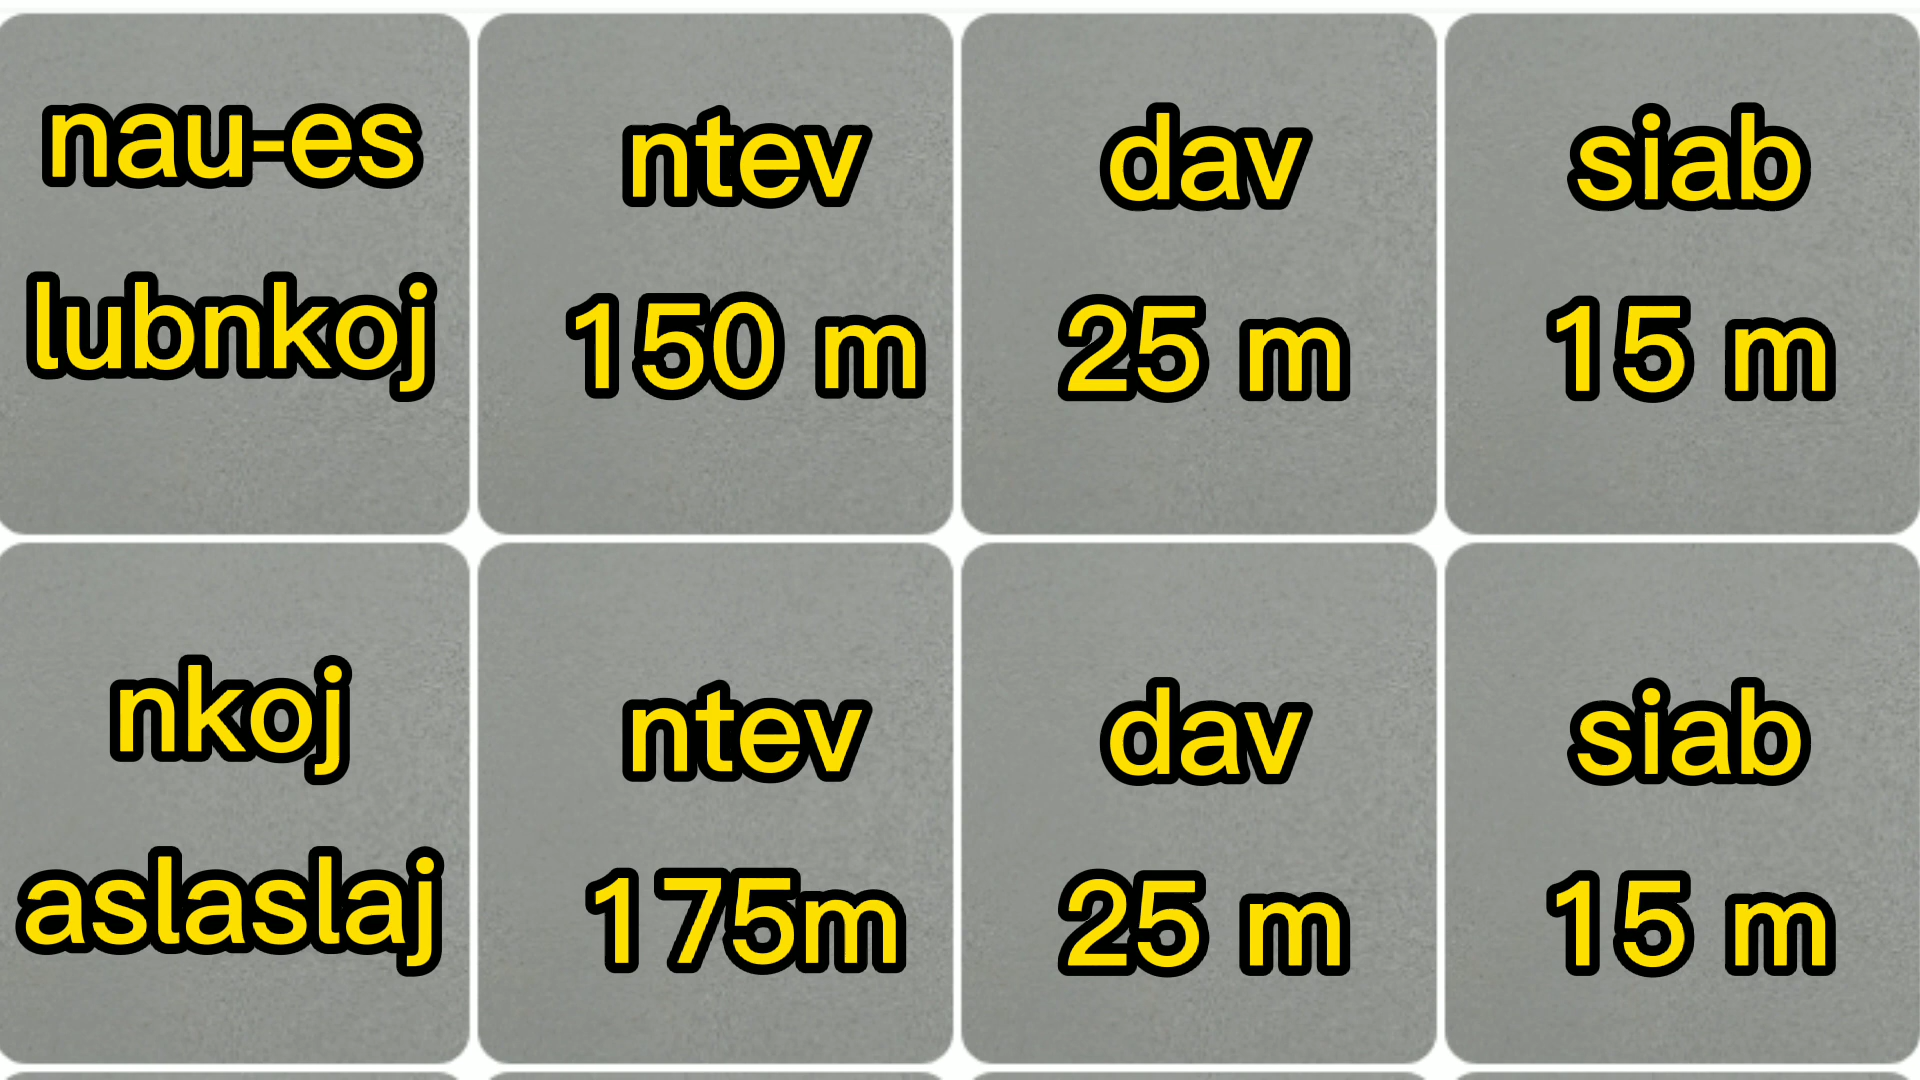 nau-es
lubnkoj
ntev
150 m
dav
25 m
siab
15 m
nkoj
aslaslaj
ntev
175m
dav
25 m
siab
15 m